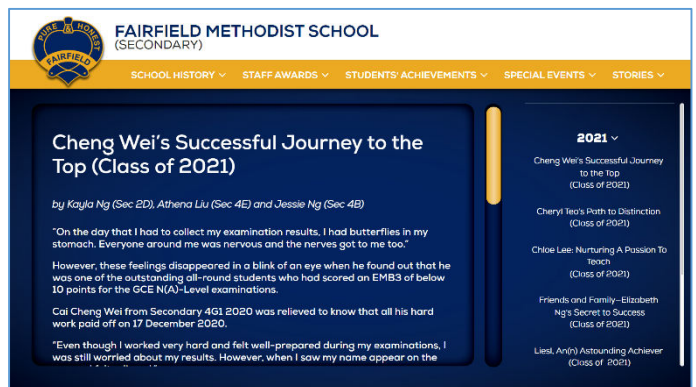 PURE & HONEST
FAIRFIELD
FAIRFIELD METHODIST SCHOOL
(SECONDARY)
SCHOOL HISTORY
STAFF AWARDS
STUDENTS' ACHIEVEMENTS
SPECIAL EVENTS
STORIES
Cheng Wei's Successful Journey to the
Top (Class of 2021)
by Kayla Ng (Sec 2D), Athena Liu (Sec 4E) and Jessie Ng (Sec 4B)
"On the day that I had to collect my examination results, I had butterflies in my
stomach. Everyone around me was nervous and the nerves got to me too."
However, these feelings disappeared in a blink of an eye when he found out that he
was one of the outstanding all-round students who had scored an EMB3 of below
10 points for the GCE N(A)-Level examinations.
Cai Cheng Wei from Secondary 4G1 2020 was relieved to know that all his hard
work paid off on 17 December 2020.
"Even though I worked very hard and felt well-prepared during my examinations, I
was still worried about my results. However, when I saw my name appear on the
2021
Cheng Wei's Successful Journey
to the Top
(Class of 2021)
Cheryl Teo's Path to Distinction
(Class of 2021)
Chloe Lee: Nurturing A Passion To
Teach
(Class of 2021)
Friends and Family–Elizabeth
Ng's Secret to Success
(Class of 2021)
Liesl, An(n) Astounding Achiever
(Class of 2021)